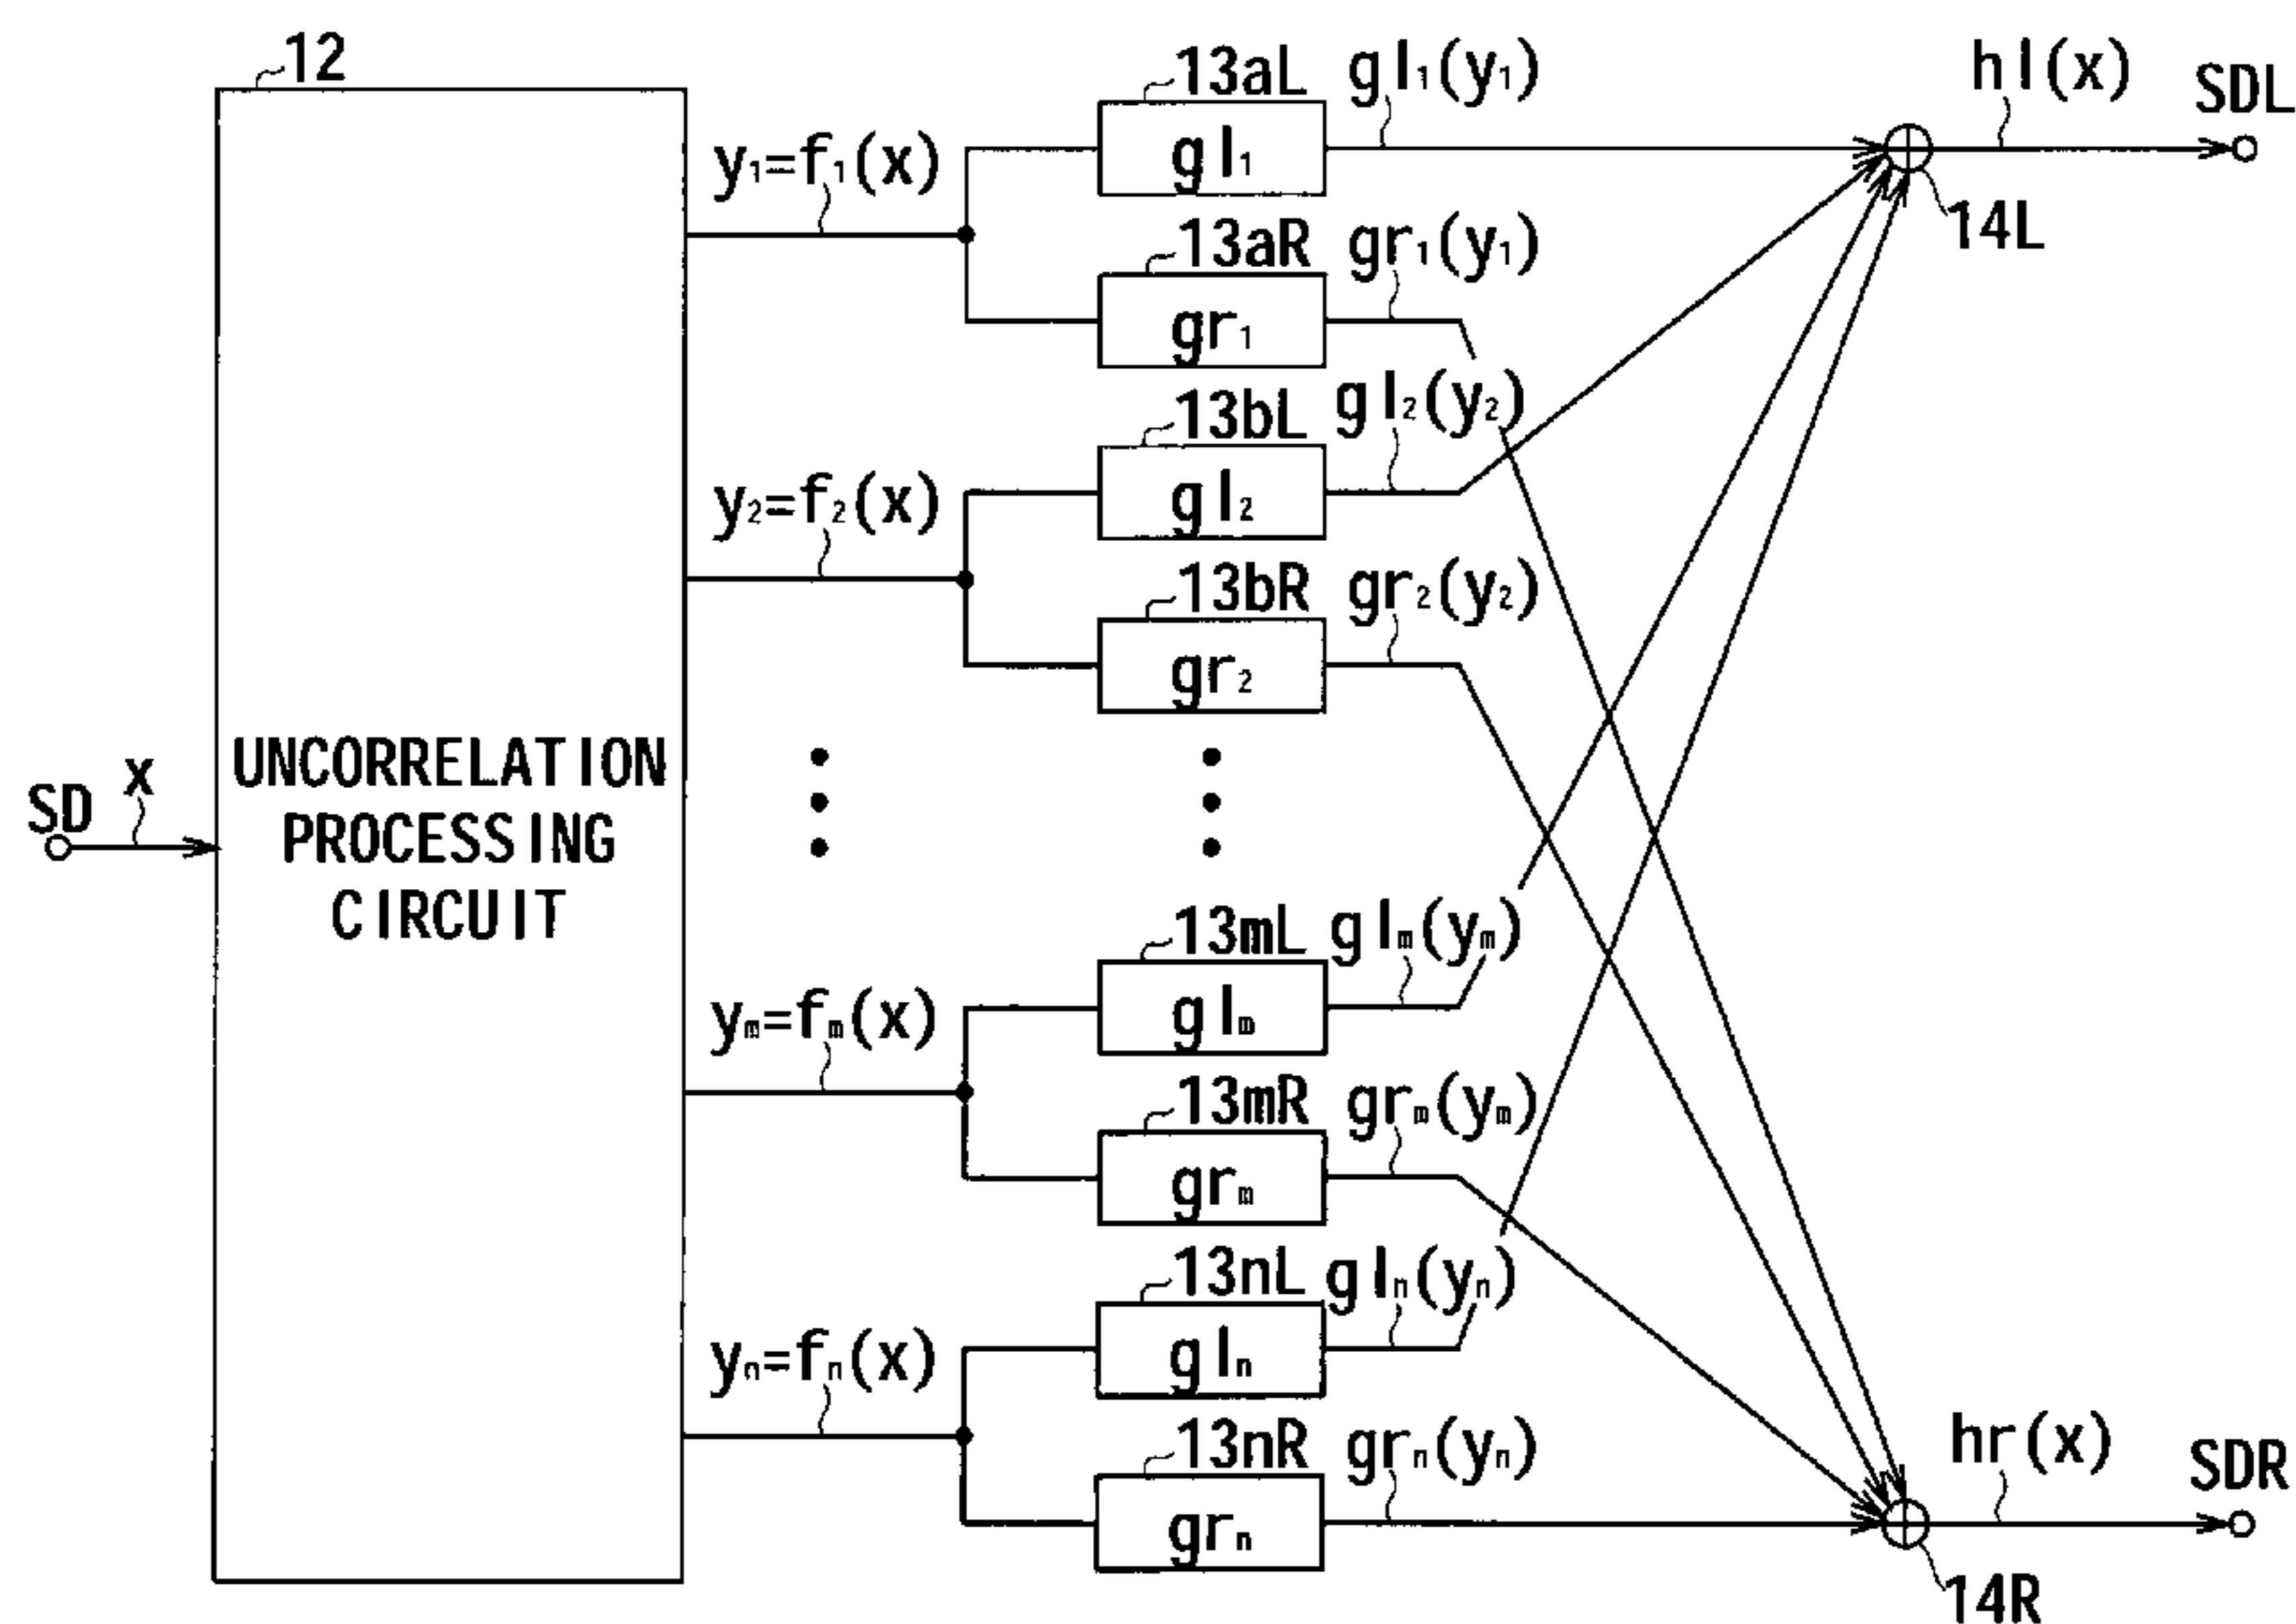 12
13aL
gl₁(y₁)
hl(x)
SDL
y₁=f₁(x)
gl₁
14L
13aR
gr₁(y₁)
gr₁
13bL
gl₂(y₂)
y₂=f₂(x)
gl₂
13bR
gr₂(y₂)
gr₂
SD
x
UNCORRELATION
PROCESSING
CIRCUIT
13mL
glₘ(yₘ)
yₘ=fₘ(x)
glₘ
13mR
grₘ(yₘ)
grₘ
13nL
glₙ(yₙ)
yₙ=fₙ(x)
glₙ
13nR
grₙ(yₙ)
hr(x)
SDR
grₙ
14R